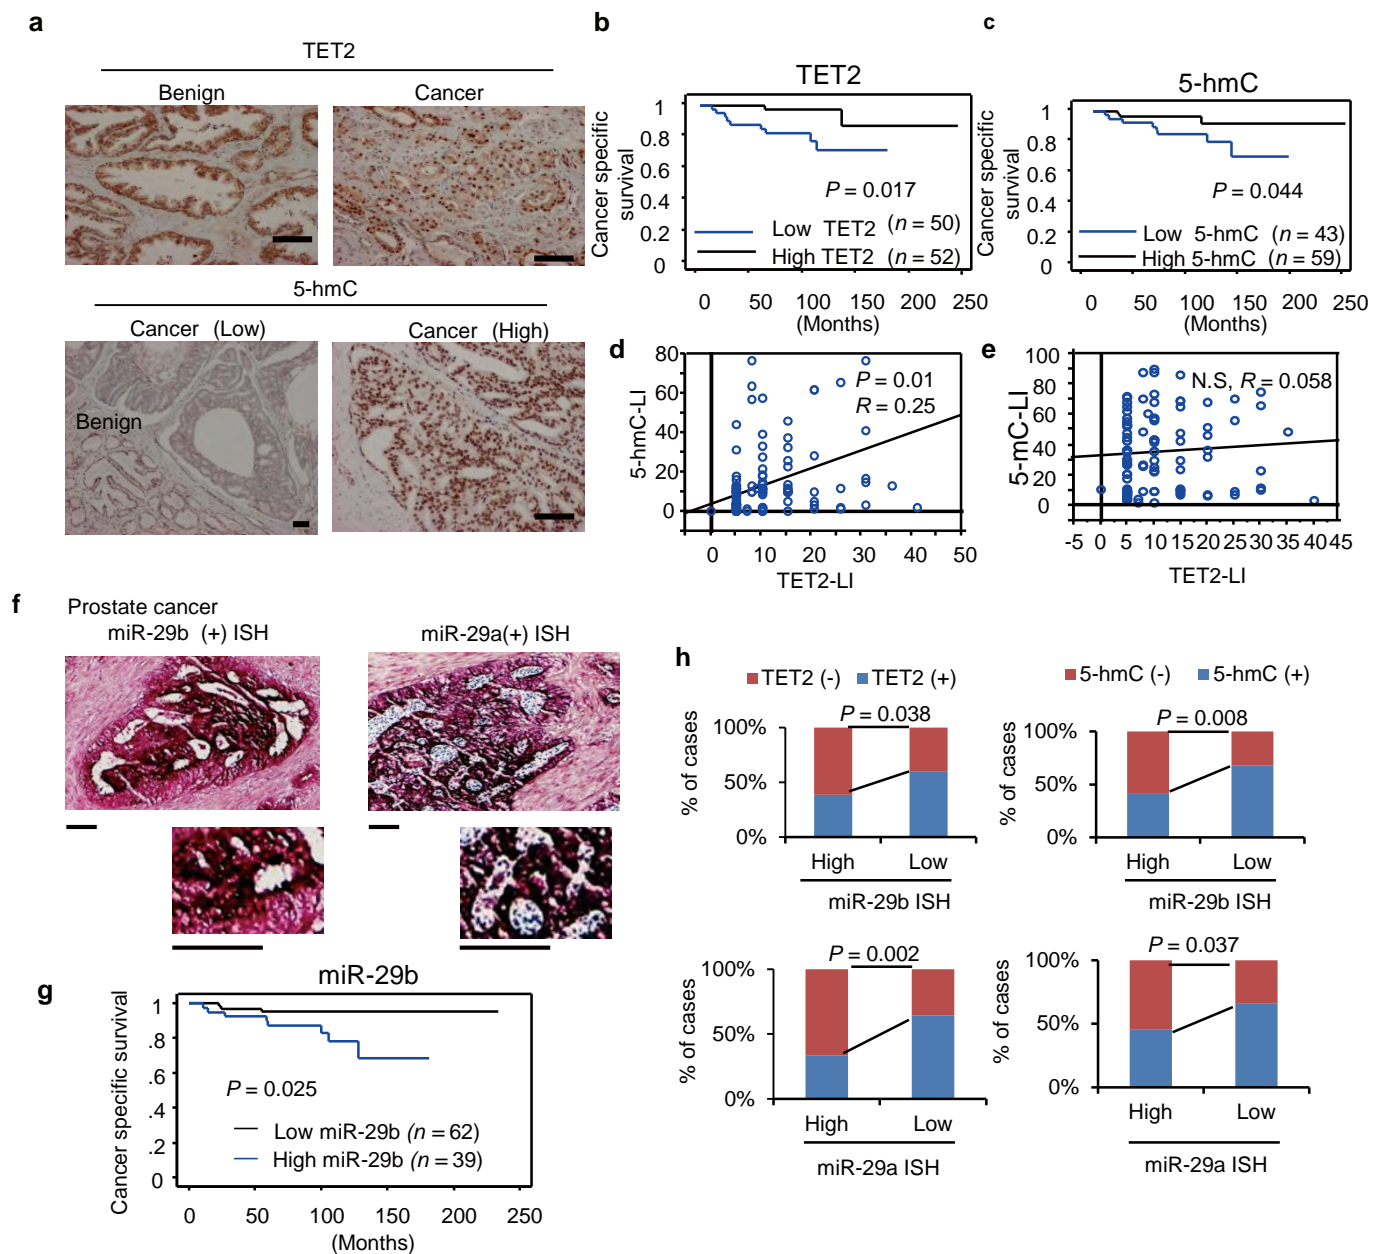 a
TET2
Benign
Cancer
5-hmC
Cancer (Low)
Cancer (High)
Benign
b
TET2
Cancer specific
survival
1
0.8
0.6
0.4
0.2
0
P = 0.017
Low TET2 (n = 50)
High TET2 (n = 52)
0 50 100 150 200 250
(Months)
c
5-hmC
Cancer specific
survival
1
0.8
0.6
0.4
0.2
0
P = 0.044
Low 5-hmC (n = 43)
High 5-hmC (n = 59)
0 50 100 150 200 250
(Months)
d
5-hmC-LI
80
60
40
20
0
P = 0.01
R = 0.25
0 10 20 30 40 50
TET2-LI
e
5-mC-LI
100
80
60
40
20
0
N.S, R = 0.058
-5 0 5 10 15 20 25 30 35 40 45
TET2-LI
f
Prostate cancer
miR-29b (+) ISH
miR-29a(+) ISH
g
miR-29b
Cancer specific survival
1
.8
.6
.4
.2
0
P = 0.025
Low miR-29b (n = 62)
High miR-29b (n = 39)
0 50 100 150 200 250
(Months)
h
TET2 (-) TET2 (+)
% of cases
100%
50%
0%
P = 0.038
High Low
miR-29b ISH
5-hmC (-) 5-hmC (+)
% of cases
100%
50%
0%
P = 0.008
High Low
miR-29b ISH
% of cases
100%
50%
0%
P = 0.002
High Low
miR-29a ISH
% of cases
100%
50%
0%
P = 0.037
High Low
miR-29a ISH